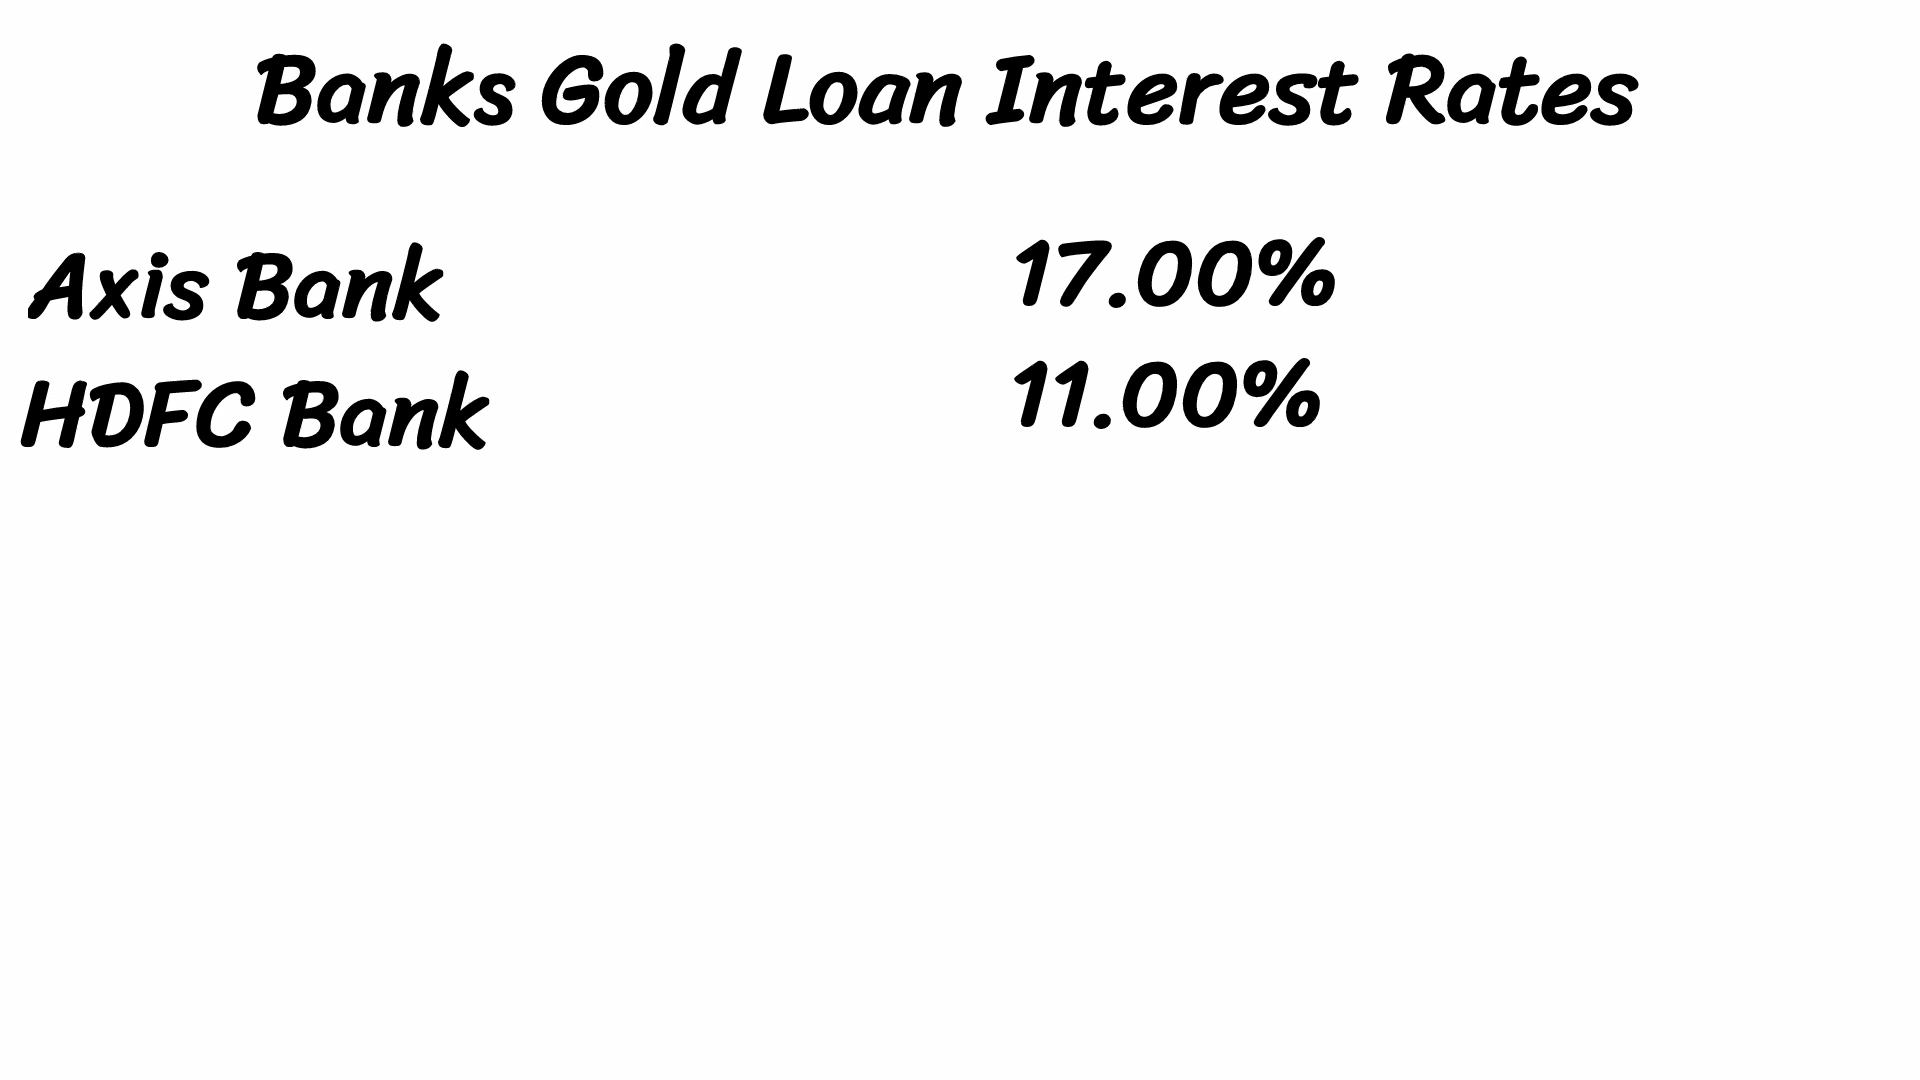 Banks Gold Loan Interest Rates
Axis Bank 17.00%
HDFC Bank 11.00%